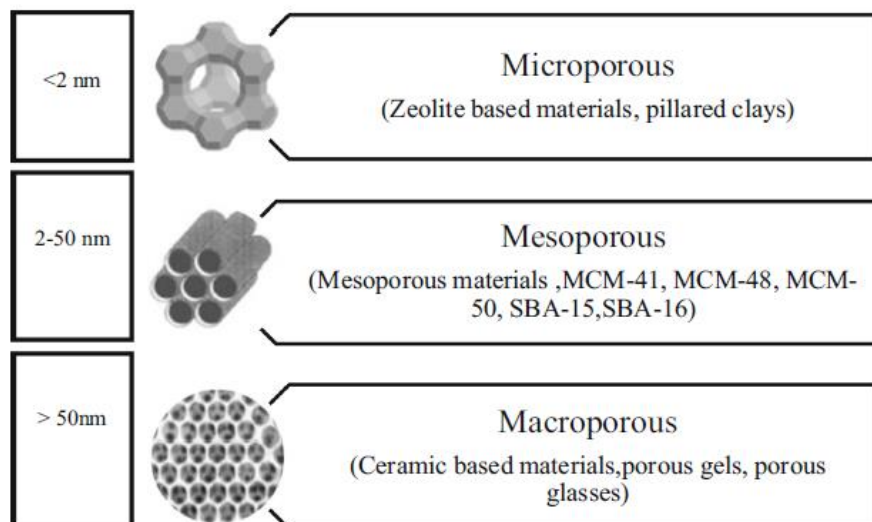 <2 nm
Microporous
(Zeolite based materials, pillared clays)
2-50 nm
Mesoporous
(Mesoporous materials ,MCM-41, MCM-48, MCM-
50, SBA-15,SBA-16)
> 50nm
Macroporous
(Ceramic based materials,porous gels, porous
glasses)